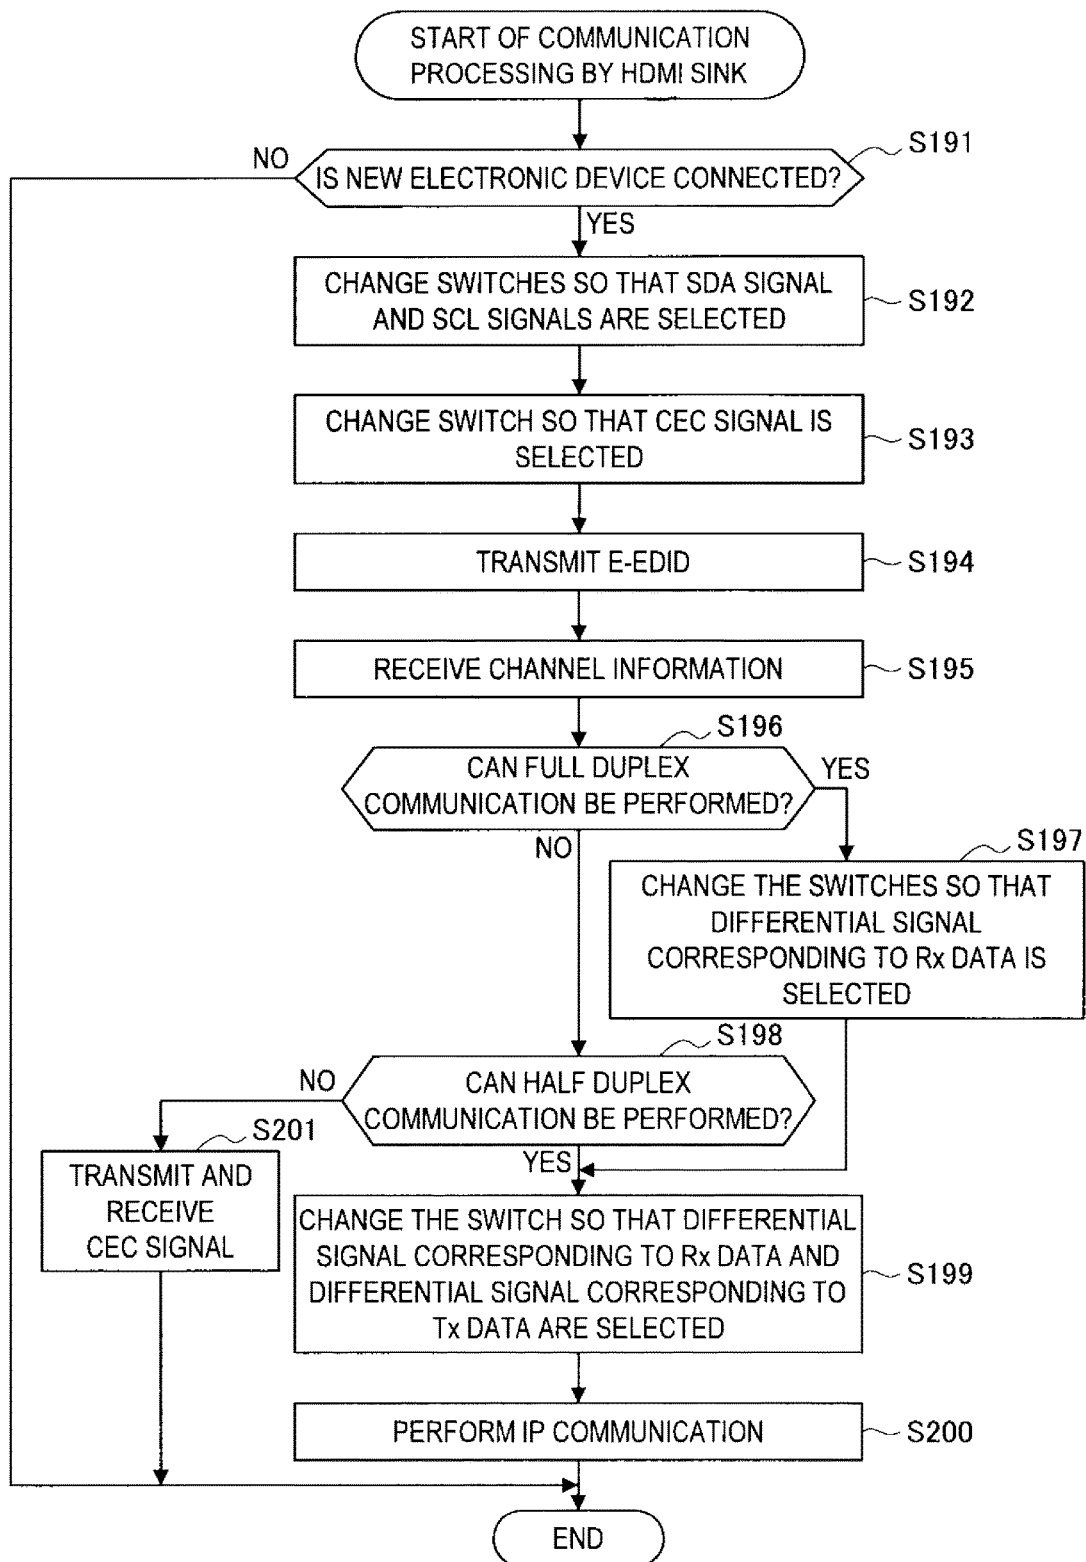 START OF COMMUNICATION
PROCESSING BY HDMI SINK
S191
NO
IS NEW ELECTRONIC DEVICE CONNECTED?
YES
CHANGE SWITCHES SO THAT SDA SIGNAL
AND SCL SIGNALS ARE SELECTED
S192
CHANGE SWITCH SO THAT CEC SIGNAL IS
SELECTED
S193
TRANSMIT E-EDID
S194
RECEIVE CHANNEL INFORMATION
S195
S196
CAN FULL DUPLEX
COMMUNICATION BE PERFORMED?
YES
NO
S197
CHANGE THE SWITCHES SO THAT
DIFFERENTIAL SIGNAL
CORRESPONDING TO Rx DATA IS
SELECTED
S198
NO
CAN HALF DUPLEX
COMMUNICATION BE PERFORMED?
S201
YES
TRANSMIT AND
RECEIVE
CEC SIGNAL
CHANGE THE SWITCH SO THAT DIFFERENTIAL
SIGNAL CORRESPONDING TO Rx DATA AND
DIFFERENTIAL SIGNAL CORRESPONDING TO
Tx DATA ARE SELECTED
S199
PERFORM IP COMMUNICATION
S200
END